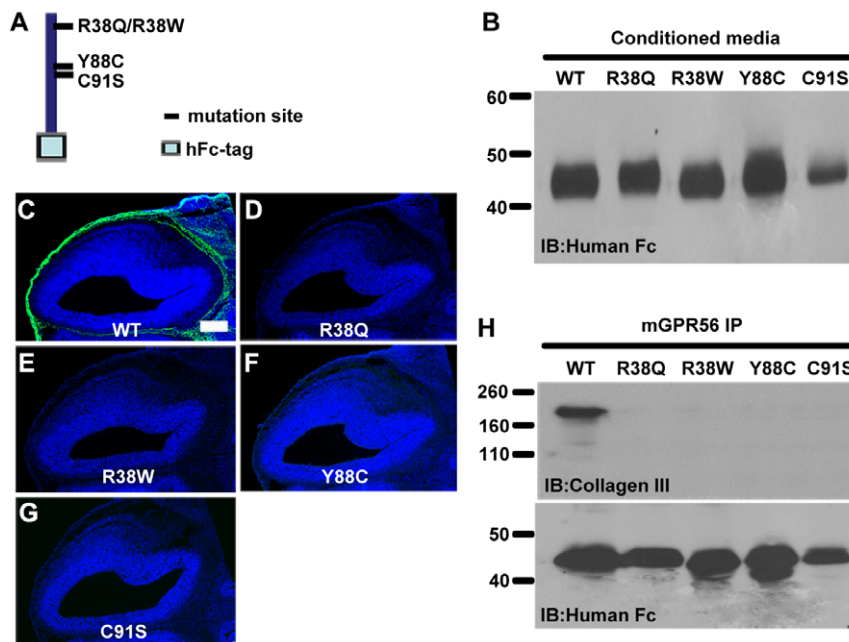 A
R38Q/R38W
Y88C
C91S
mutation site
hFc-tag
B
Conditioned media
WT R38Q R38W Y88C C91S
60
50
40
IB:Human Fc
C
WT
D
R38Q
E
R38W
F
Y88C
G
C91S
H
mGPR56 IP
WT R38Q R38W Y88C C91S
260
160
110
IB:Collagen III
50
40
IB:Human Fc